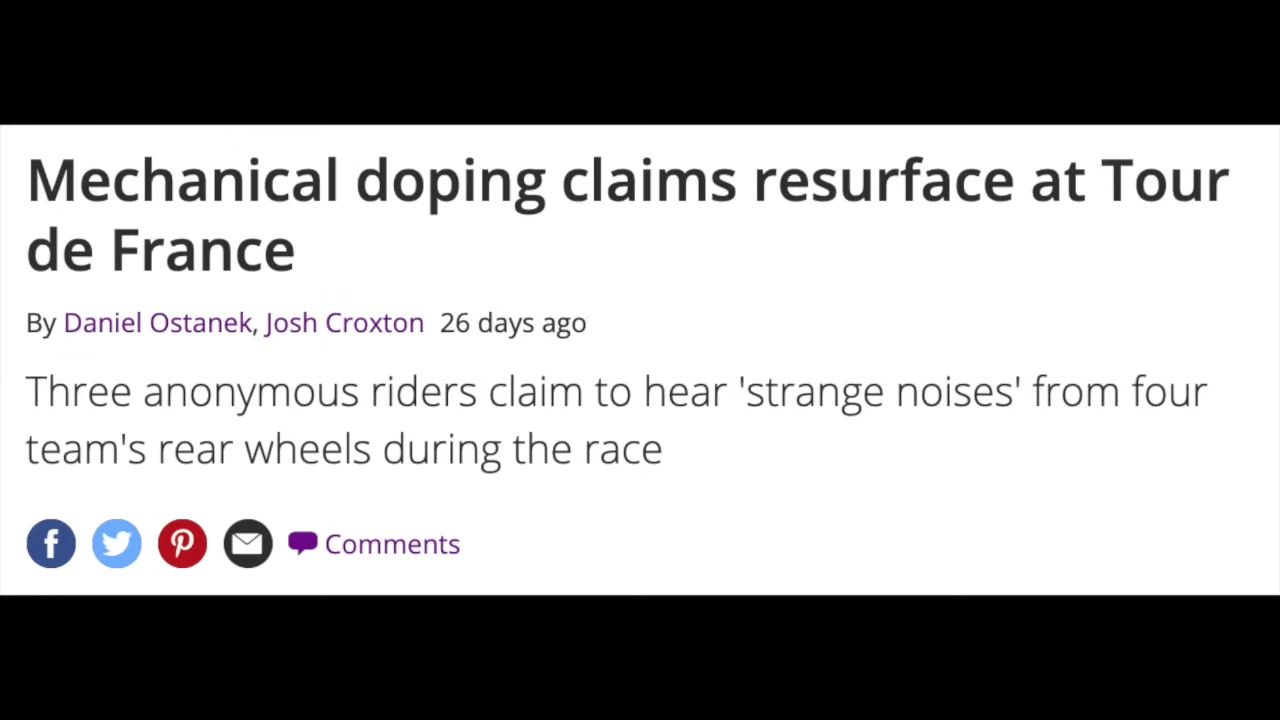 Mechanical doping claims resurface at Tour
de France
By Daniel Ostanek, Josh Croxton 26 days ago
Three anonymous riders claim to hear 'strange noises' from four
team's rear wheels during the race
Comments